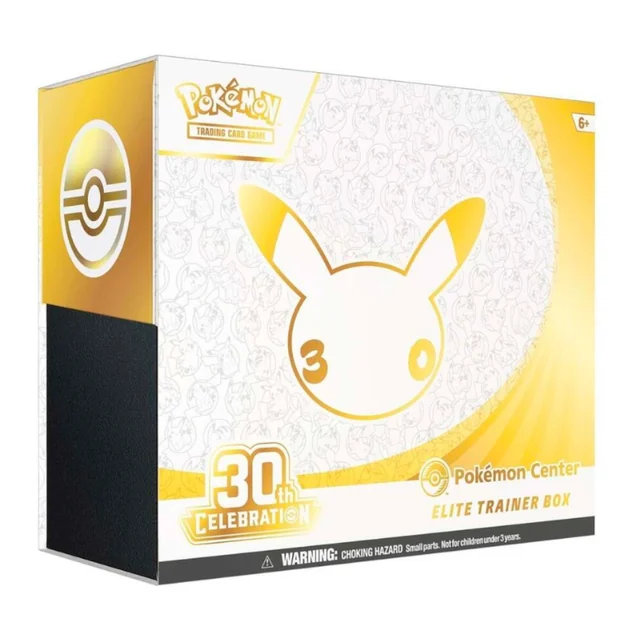 Pokémon
TRADING CARD GAME
6+
3 0
30th
CELEBRATION
Pokémon Center
ELITE TRAINER BOX
WARNING: CHOKING HAZARD Small parts. Not for children under 3 years.